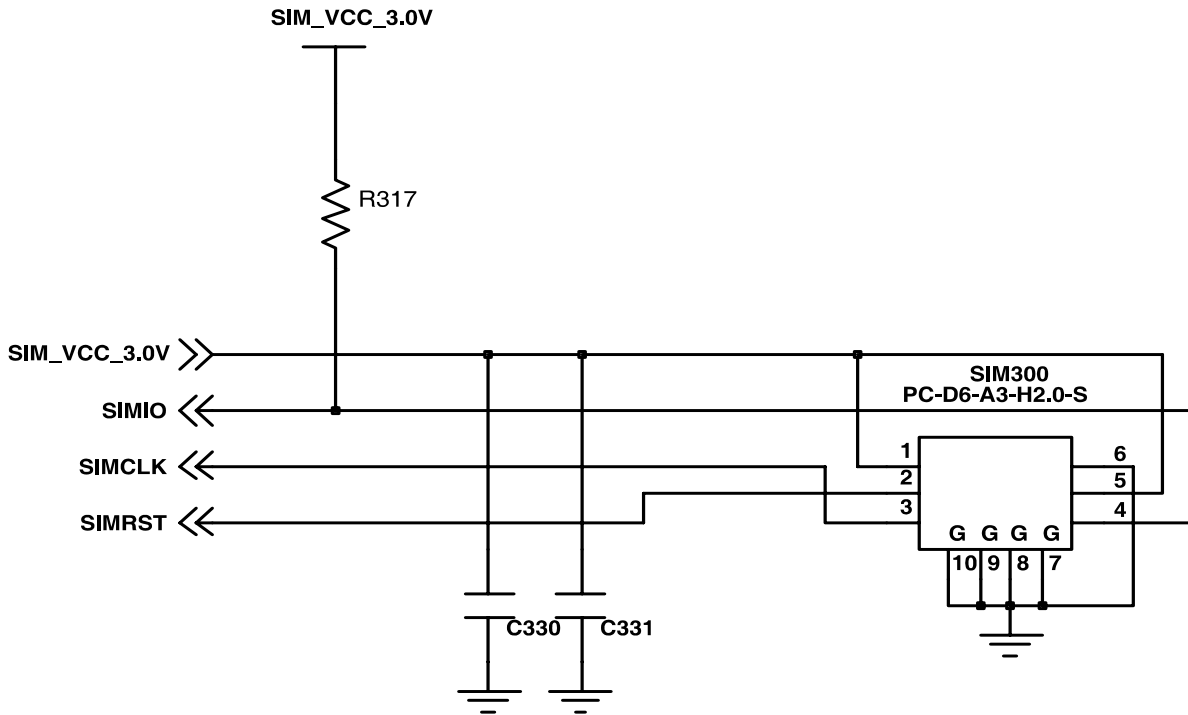 SIM_VCC_3.0V
R317
SIM_VCC_3.0V
SIMIO
SIMCLK
SIMRST
SIM300
PC-D6-A3-H2.0-S
1
2
3
6
5
4
G G G G
10 9 8 7
C330
C331